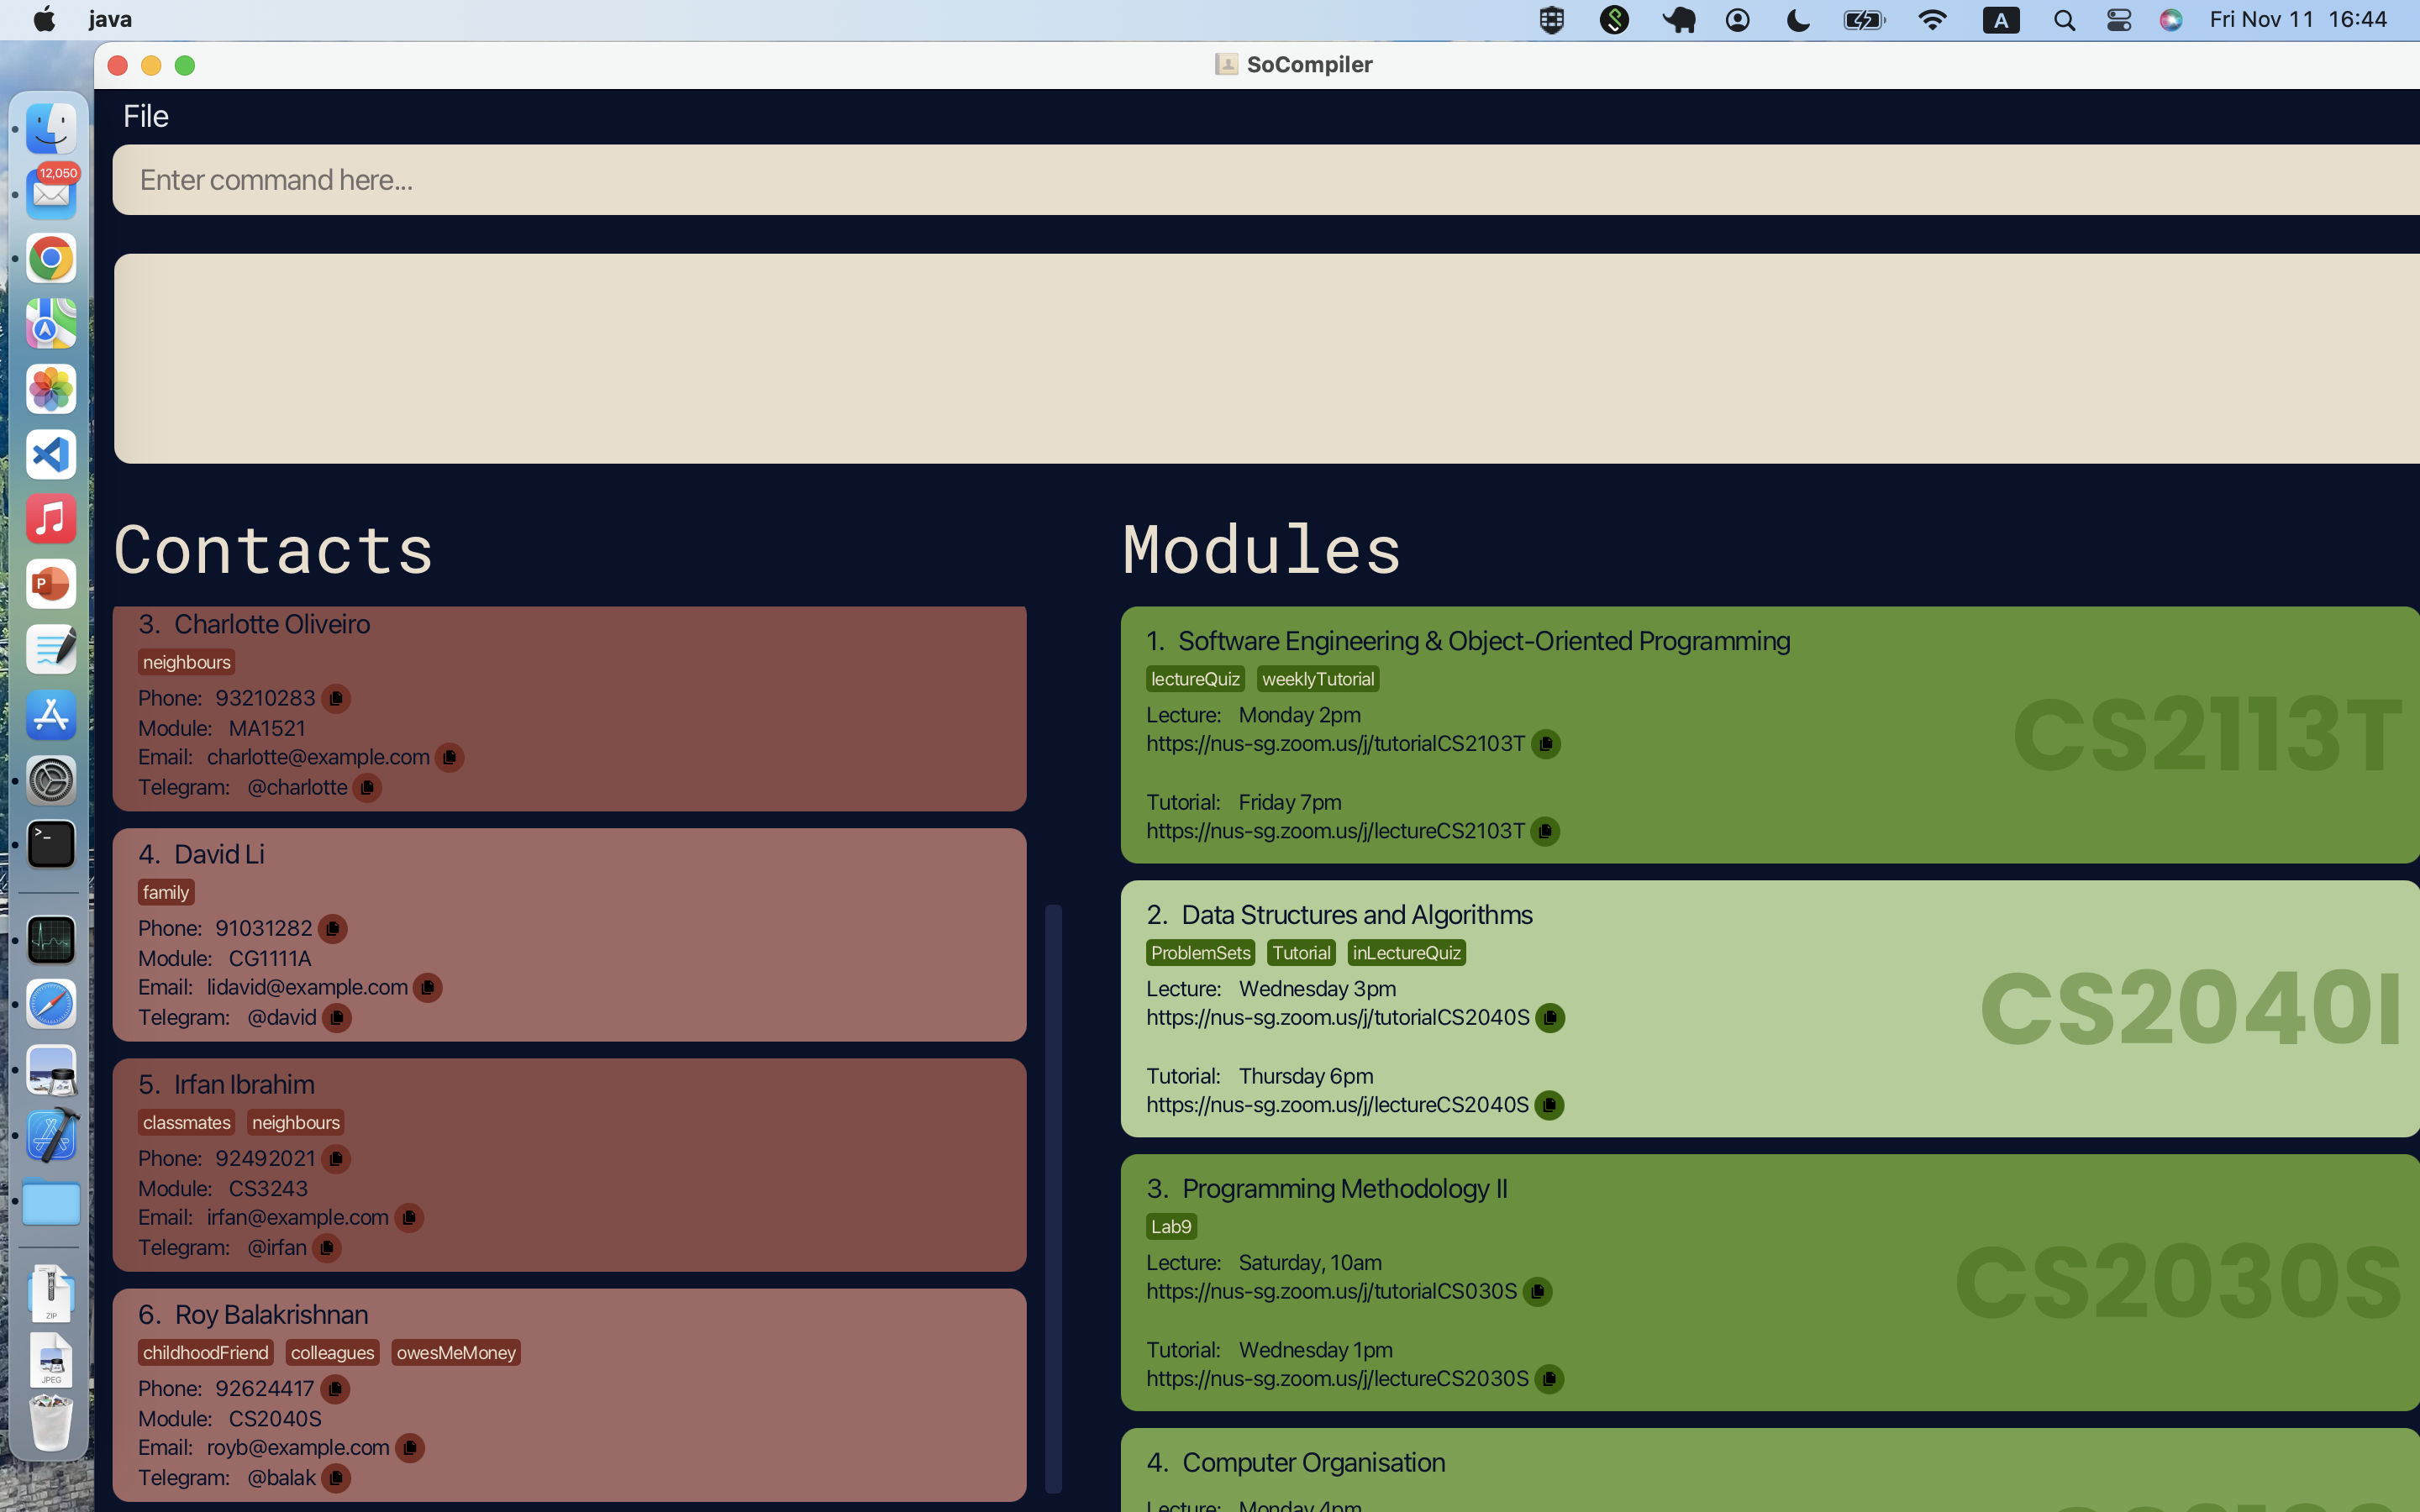 java
A
Fri Nov 11 16:44
SoCompiler
File
Enter command here...
12,050
Contacts
3. Charlotte Oliveiro
neighbours
Phone: 93210283
Module: MA1521
Email: charlotte@example.com
Telegram: @charlotte
4. David Li
family
Phone: 91031282
Module: CG1111A
Email: lidavid@example.com
Telegram: @david
5. Irfan Ibrahim
classmates neighbours
Phone: 92492021
Module: CS3243
Email: irfan@example.com
Telegram: @irfan
6. Roy Balakrishnan
childhoodFriend colleagues owesMeMoney
Phone: 92624417
Module: CS2040S
Email: royb@example.com
Telegram: @balak
Modules
1. Software Engineering & Object-Oriented Programming
lectureQuiz weeklyTutorial
Lecture: Monday 2pm
https://nus-sg.zoom.us/j/tutorialCS2103T
CS2113T
Tutorial: Friday 7pm
https://nus-sg.zoom.us/j/lectureCS2103T
2. Data Structures and Algorithms
ProblemSets Tutorial inLectureQuiz
Lecture: Wednesday 3pm
https://nus-sg.zoom.us/j/tutorialCS2040S
CS2040I
Tutorial: Thursday 6pm
https://nus-sg.zoom.us/j/lectureCS2040S
3. Programming Methodology II
Lab9
Lecture: Saturday, 10am
https://nus-sg.zoom.us/j/tutorialCS030S
CS2030S
Tutorial: Wednesday 1pm
https://nus-sg.zoom.us/j/lectureCS2030S
4. Computer Organisation
Lecture: Monday 4pm
P
>_
ZIP
JPEG